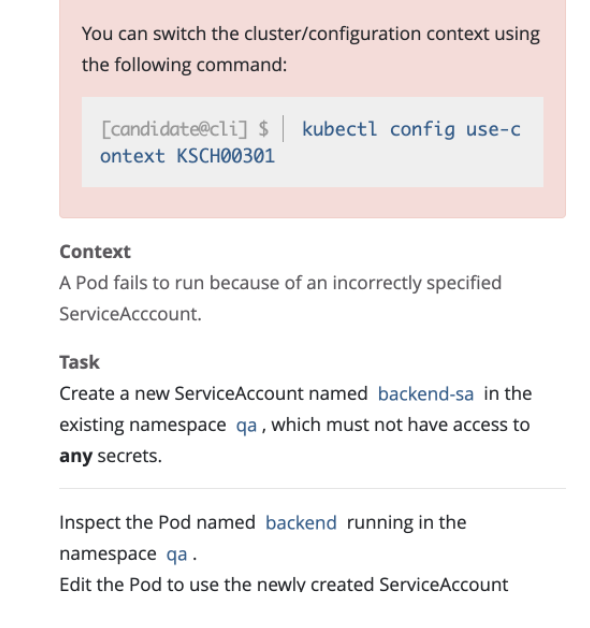 You can switch the cluster/configuration context using
the following command:
[candidate@cli] $ | kubectl config use-c
ontext KSCH00301
Context
A Pod fails to run because of an incorrectly specified
ServiceAcccount.
Task
Create a new ServiceAccount named backend-sa in the
existing namespace qa , which must not have access to
any secrets.
Inspect the Pod named backend running in the
namespace qa .
Edit the Pod to use the newly created ServiceAccount